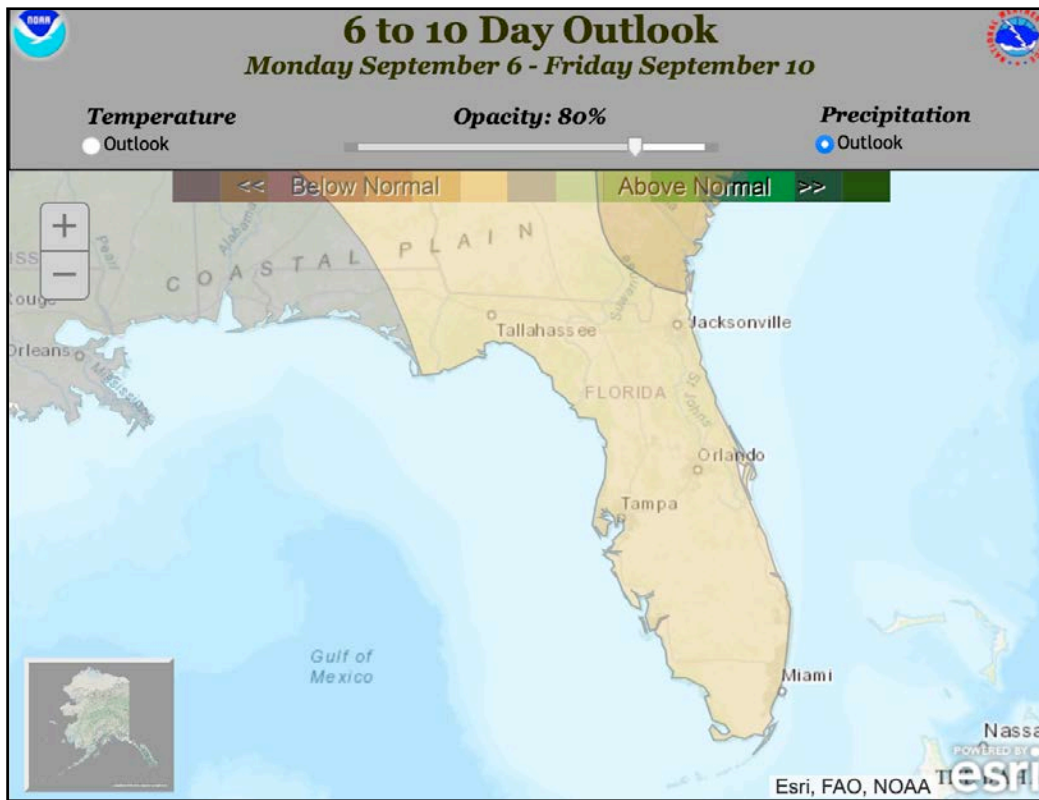 NOAA
6 to 10 Day Outlook
Monday September 6 - Friday September 10
Temperature
Opacity: 80%
Precipitation
Outlook
Outlook
<< Below Normal
Above Normal >>
+
−
Pearl
Alabama
COASTAL PLAIN
ISS
Rouge
Suwannee
Tallahassee
Jacksonville
Orleans
Mississippi
FLORIDA
St Johns
Orlando
Tampa
Gulf of
Mexico
Miami
Nassa
POWERED BY
esri
Esri, FAO, NOAA